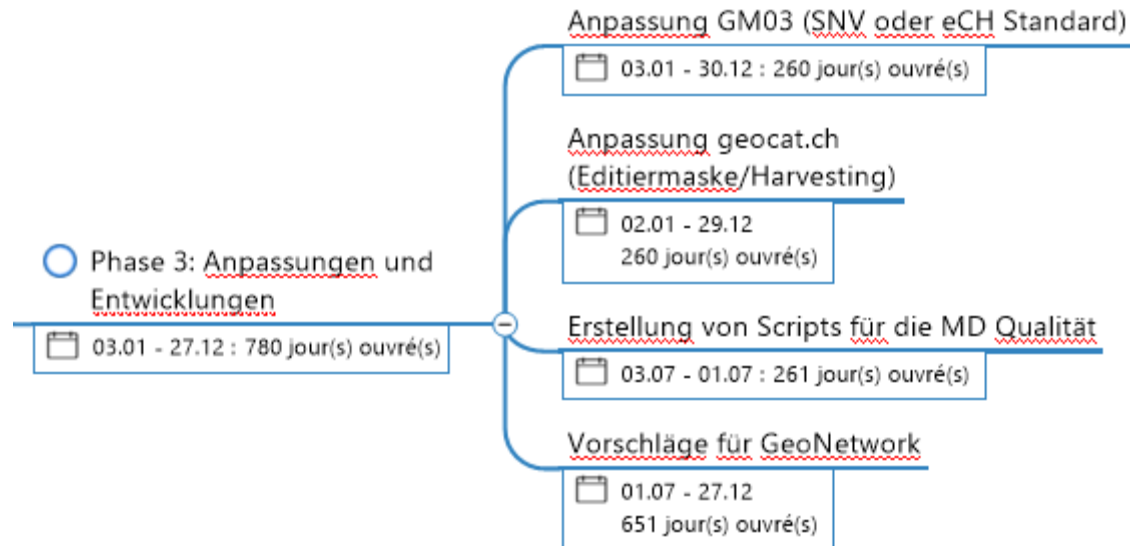 Anpassung GM03 (SNV oder eCH Standard)
03.01 - 30.12 : 260 jour(s) ouvré(s)
Anpassung geocat.ch
(Editiermaske/Harvesting)
02.01 - 29.12
260 jour(s) ouvré(s)
Phase 3: Anpassungen und
Entwicklungen
03.01 - 27.12 : 780 jour(s) ouvré(s)
Erstellung von Scripts für die MD Qualität
03.07 - 01.07 : 261 jour(s) ouvré(s)
Vorschläge für GeoNetwork
01.07 - 27.12
651 jour(s) ouvré(s)